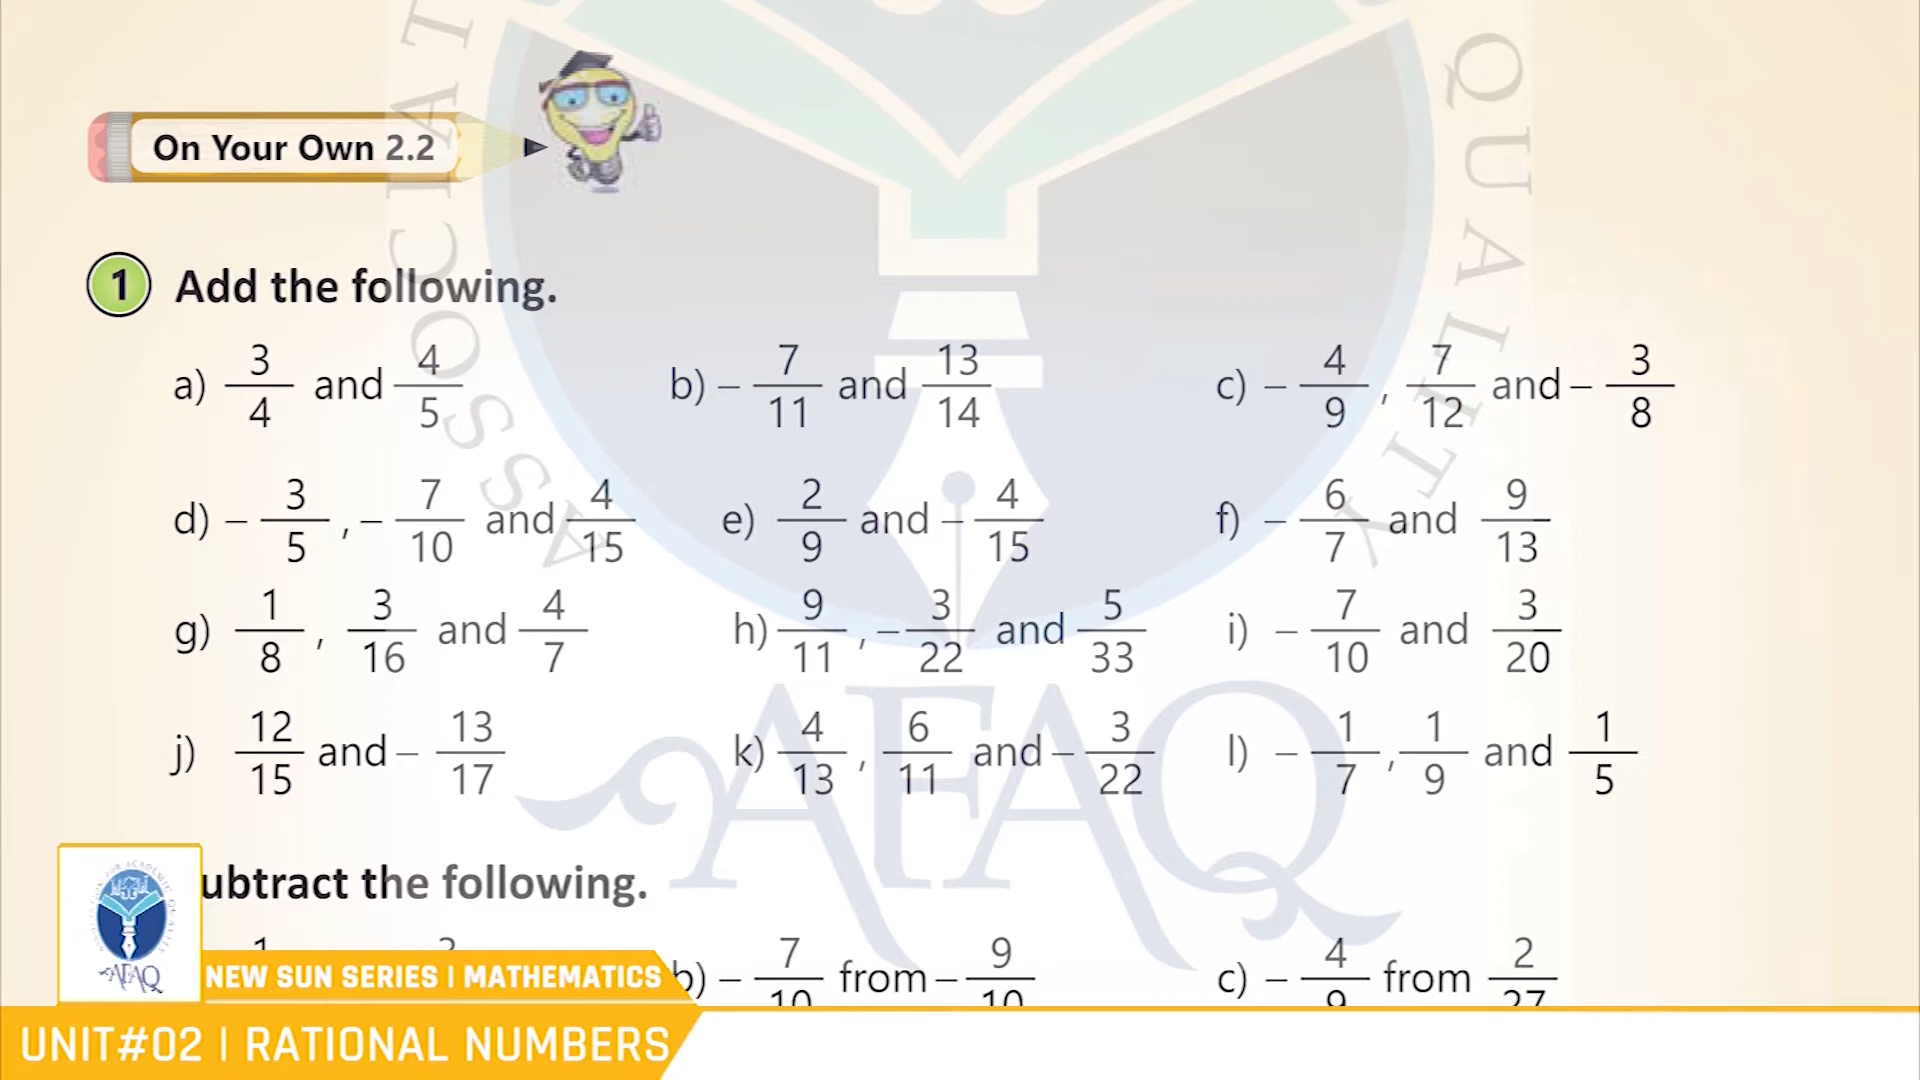 On Your Own 2.2
1 Add the following.
a) 3/4 and 4/5 b) - 7/11 and 13/14 c) - 4/9 , 7/12 and - 3/8
d) - 3/5 , - 7/10 and 4/15 e) 2/9 and - 4/15 f) - 6/7 and 9/13
g) 1/8 , 3/16 and 4/7 h) 9/11 , - 3/22 and 5/33 i) - 7/10 and 3/20
j) 12/15 and - 13/17 k) 4/13 , 6/11 and - 3/22 l) - 1/7 , 1/9 and 1/5
ubtract the following.
b) - 7/10 from - 9/10 c) - 4/9 from 2/27
AFAQ
QUALITY
AFAQ
NEW SUN SERIES | MATHEMATICS
UNIT#02 | RATIONAL NUMBERS